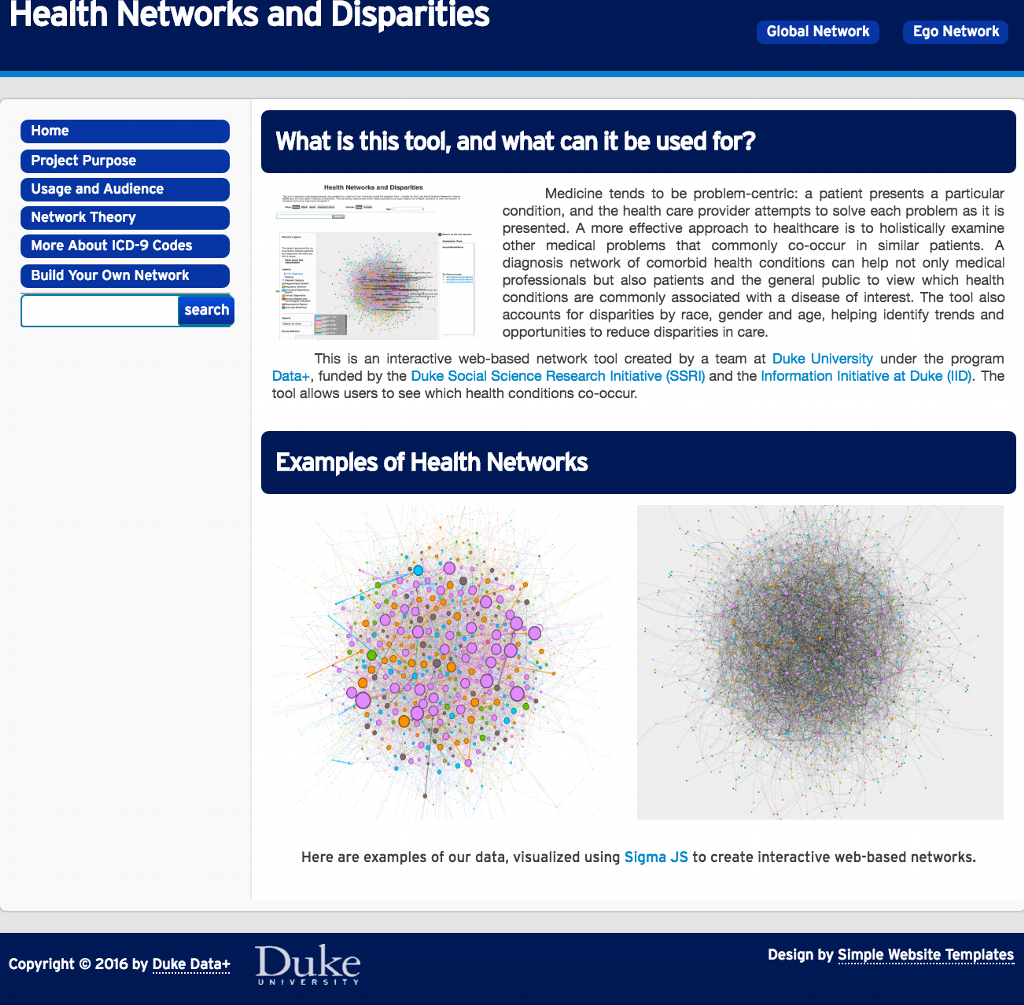 Health Networks and Disparities
Global Network
Ego Network
Home
Project Purpose
Usage and Audience
Network Theory
More About ICD-9 Codes
Build Your Own Network
search
What is this tool, and what can it be used for?
Health Networks and Disparities
Medicine tends to be problem-centric: a patient presents a particular
condition, and the health care provider attempts to solve each problem as it is
presented. A more effective approach to healthcare is to holistically examine
other medical problems that commonly co-occur in similar patients. A
diagnosis network of comorbid health conditions can help not only medical
professionals but also patients and the general public to view which health
conditions are commonly associated with a disease of interest. The tool also
accounts for disparities by race, gender and age, helping identify trends and
opportunities to reduce disparities in care.
This is an interactive web-based network tool created by a team at Duke University under the program
Data+, funded by the Duke Social Science Research Initiative (SSRI) and the Information Initiative at Duke (IID). The
tool allows users to see which health conditions co-occur.
Examples of Health Networks
Here are examples of our data, visualized using Sigma JS to create interactive web-based networks.
Copyright © 2016 by Duke Data+
Duke
UNIVERSITY
Design by Simple Website Templates